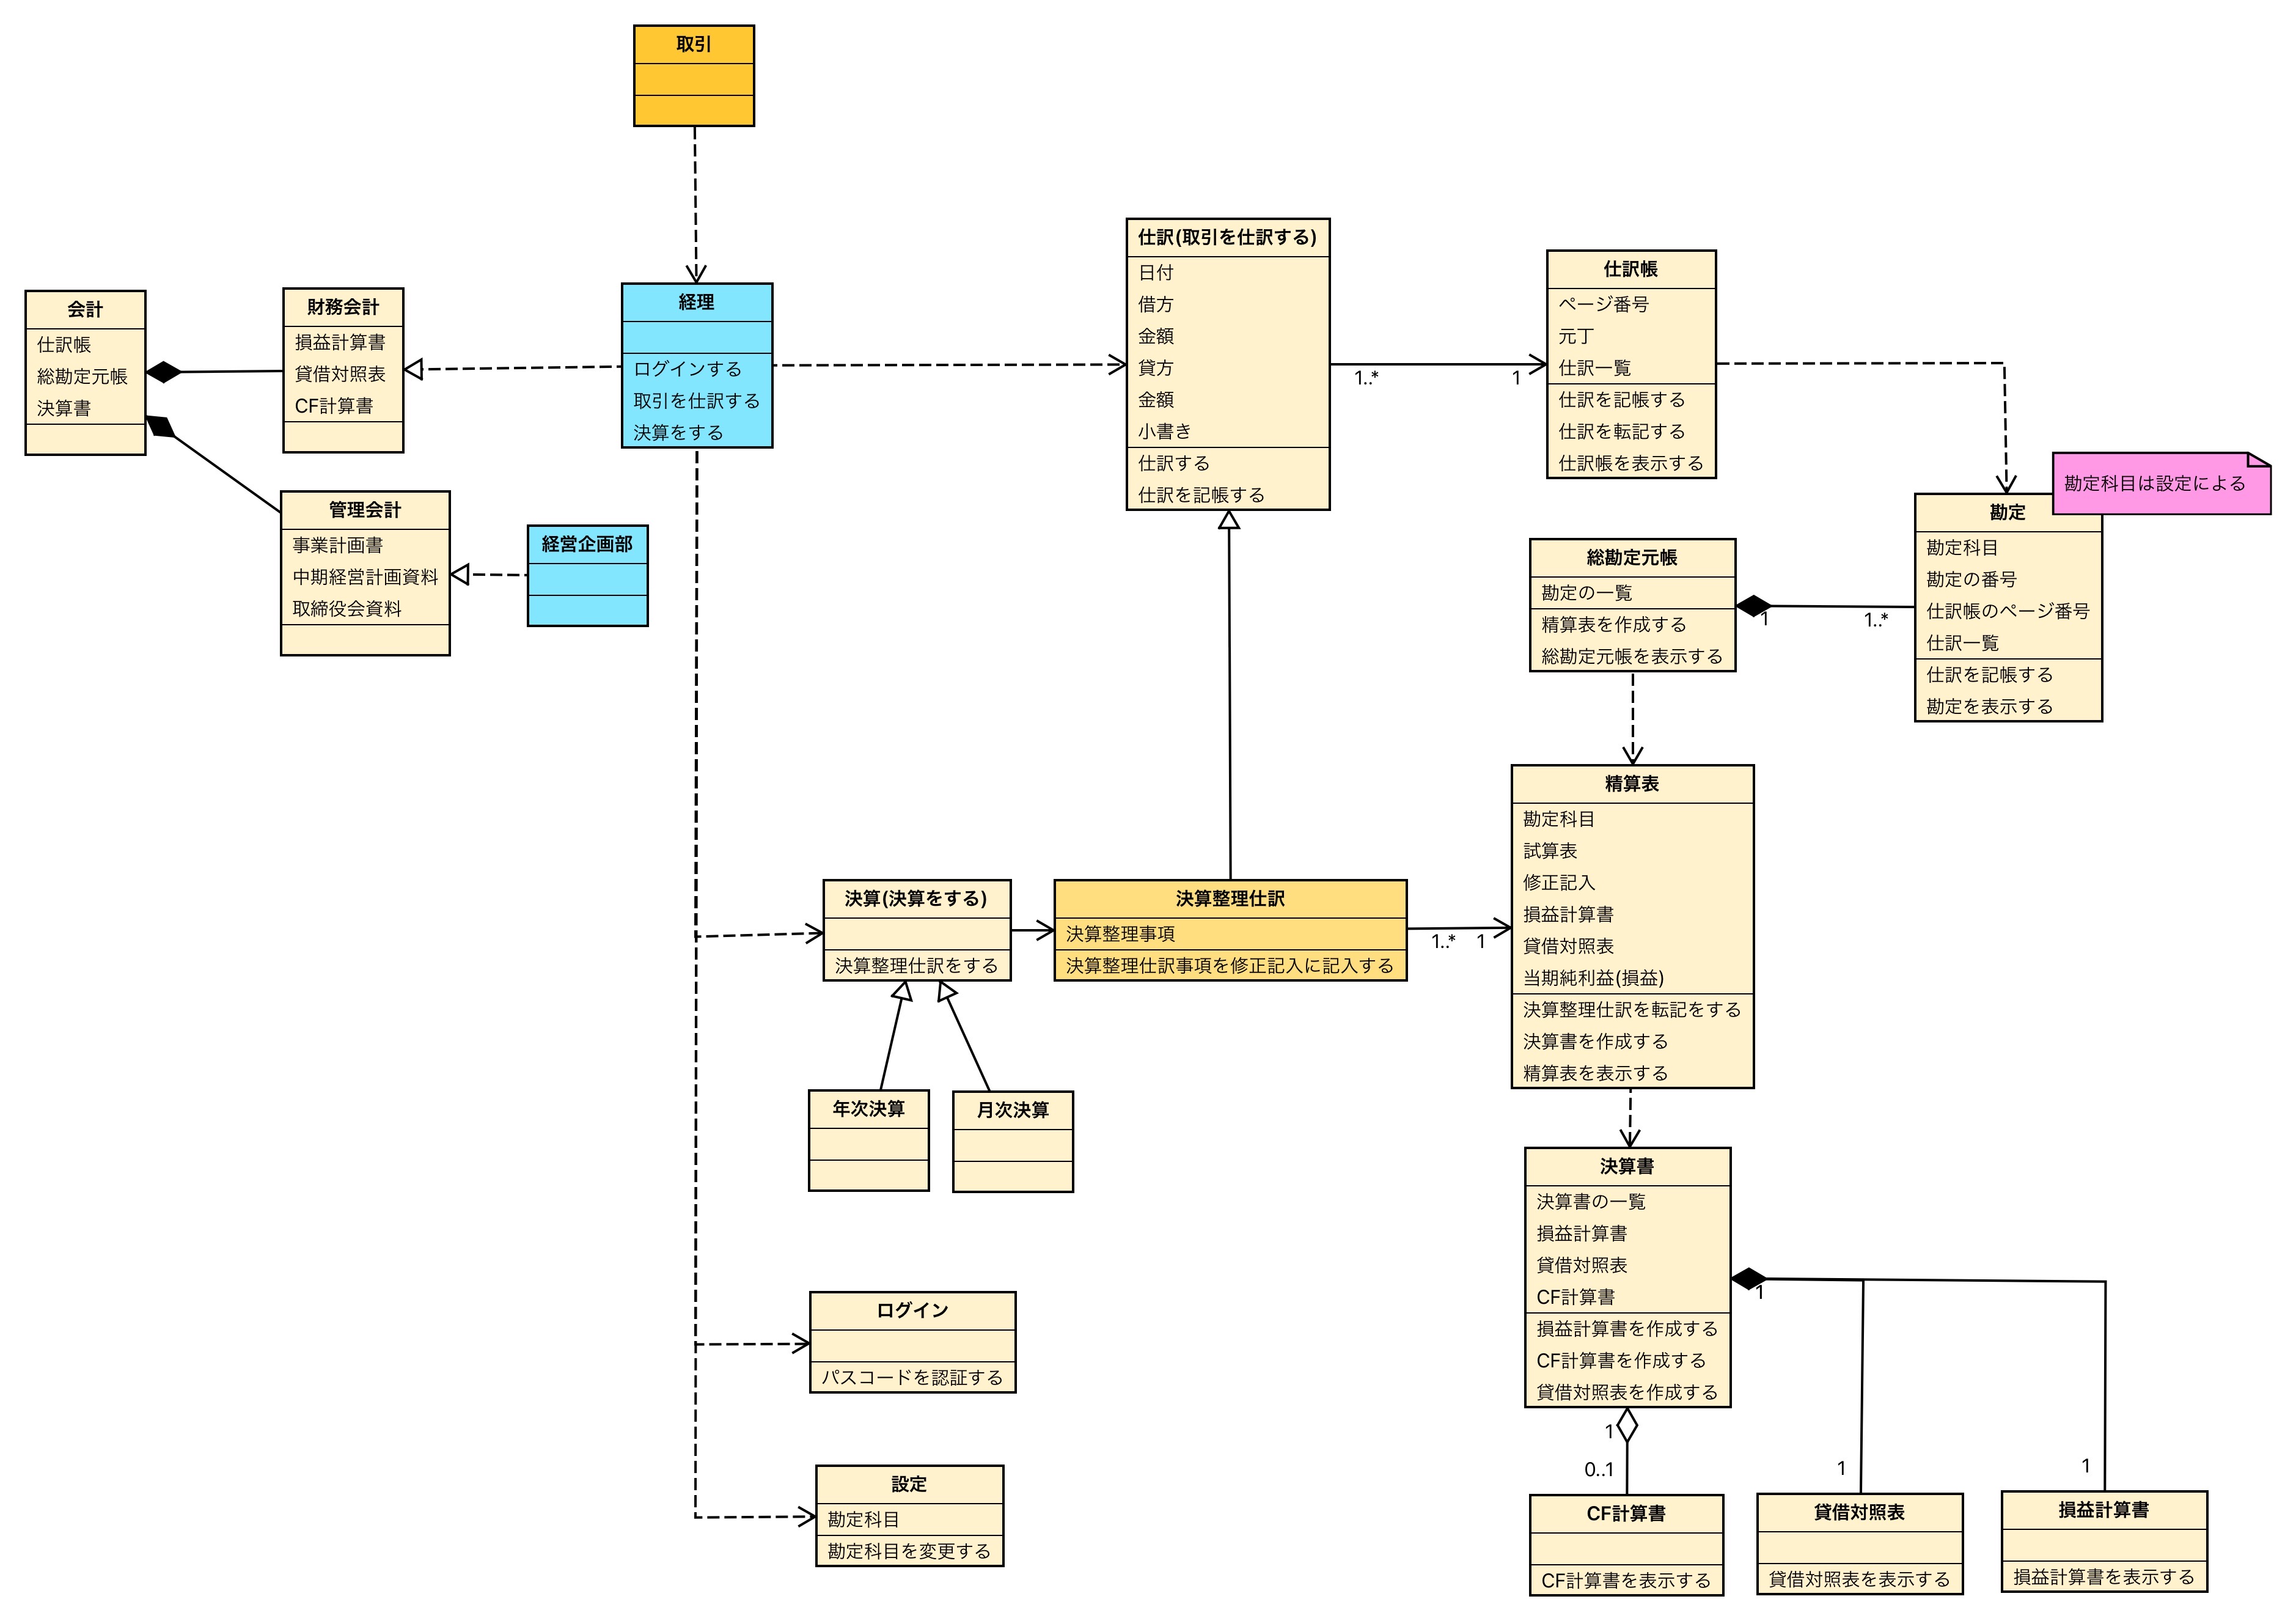 取引
会計
仕訳帳
総勘定元帳
決算書
財務会計
損益計算書
貸借対照表
CF計算書
経理
ログインする
取引を仕訳する
決算をする
管理会計
事業計画書
中期経営計画資料
取締役会資料
経営企画部
仕訳(取引を仕訳する)
日付
借方
金額
貸方
金額
小書き
仕訳する
仕訳を記帳する
1..*
1
仕訳帳
ページ番号
元丁
仕訳一覧
仕訳を記帳する
仕訳を転記する
仕訳帳を表示する
勘定科目は設定による
勘定
勘定科目
勘定の番号
仕訳帳のページ番号
仕訳一覧
仕訳を記帳する
勘定を表示する
総勘定元帳
勘定の一覧
精算表を作成する
総勘定元帳を表示する
1
1..*
精算表
勘定科目
試算表
修正記入
損益計算書
貸借対照表
当期純利益(損益)
決算整理仕訳を転記をする
決算書を作成する
精算表を表示する
決算(決算をする)
決算整理仕訳をする
決算整理仕訳
決算整理事項
決算整理仕訳事項を修正記入に記入する
1..*
1
年次決算
月次決算
決算書
決算書の一覧
損益計算書
貸借対照表
CF計算書
損益計算書を作成する
CF計算書を作成する
貸借対照表を作成する
1
1
0..1
1
1
ログイン
パスコードを認証する
設定
勘定科目
勘定科目を変更する
CF計算書
CF計算書を表示する
貸借対照表
貸借対照表を表示する
損益計算書
損益計算書を表示する